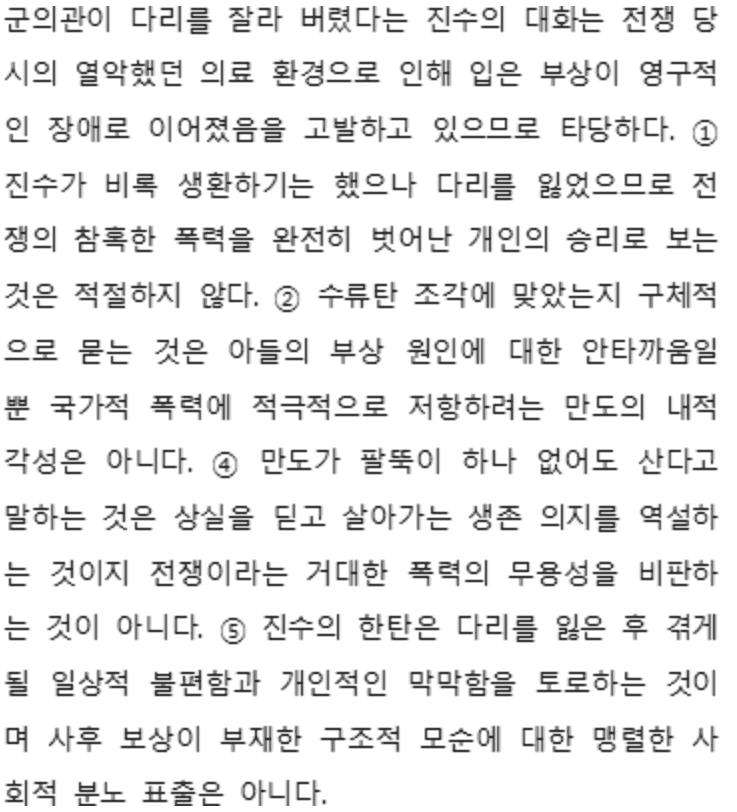 군의관이 다리를 잘라 버렸다는 진수의 대화는 전쟁 당
시의 열악했던 의료 환경으로 인해 입은 부상이 영구적
인 장애로 이어졌음을 고발하고 있으므로 타당하다. ①
진수가 비록 생환하기는 했으나 다리를 잃었으므로 전
쟁의 참혹한 폭력을 완전히 벗어난 개인의 승리로 보는
것은 적절하지 않다. ② 수류탄 조각에 맞았는지 구체적
으로 묻는 것은 아들의 부상 원인에 대한 안타까움일
뿐 국가적 폭력에 적극적으로 저항하려는 만도의 내적
각성은 아니다. ④ 만도가 팔뚝이 하나 없어도 산다고
말하는 것은 상실을 딛고 살아가는 생존 의지를 역설하
는 것이지 전쟁이라는 거대한 폭력의 무용성을 비판하
는 것이 아니다. ⑤ 진수의 한탄은 다리를 잃은 후 겪게
될 일상적 불편함과 개인적인 막막함을 토로하는 것이
며 사후 보상이 부재한 구조적 모순에 대한 맹렬한 사
회적 분노 표출은 아니다.